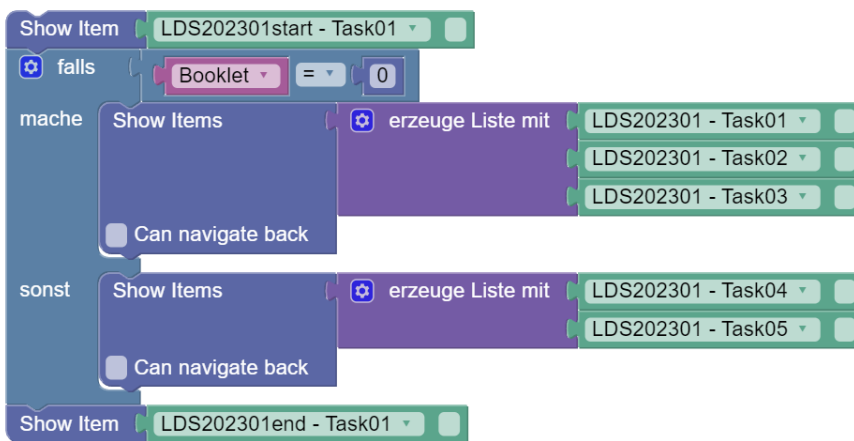 Show Item LDS202301start - Task01
falls Booklet = 0
mache Show Items erzeuge Liste mit LDS202301 - Task01
LDS202301 - Task02
LDS202301 - Task03
Can navigate back
sonst Show Items erzeuge Liste mit LDS202301 - Task04
LDS202301 - Task05
Can navigate back
Show Item LDS202301end - Task01